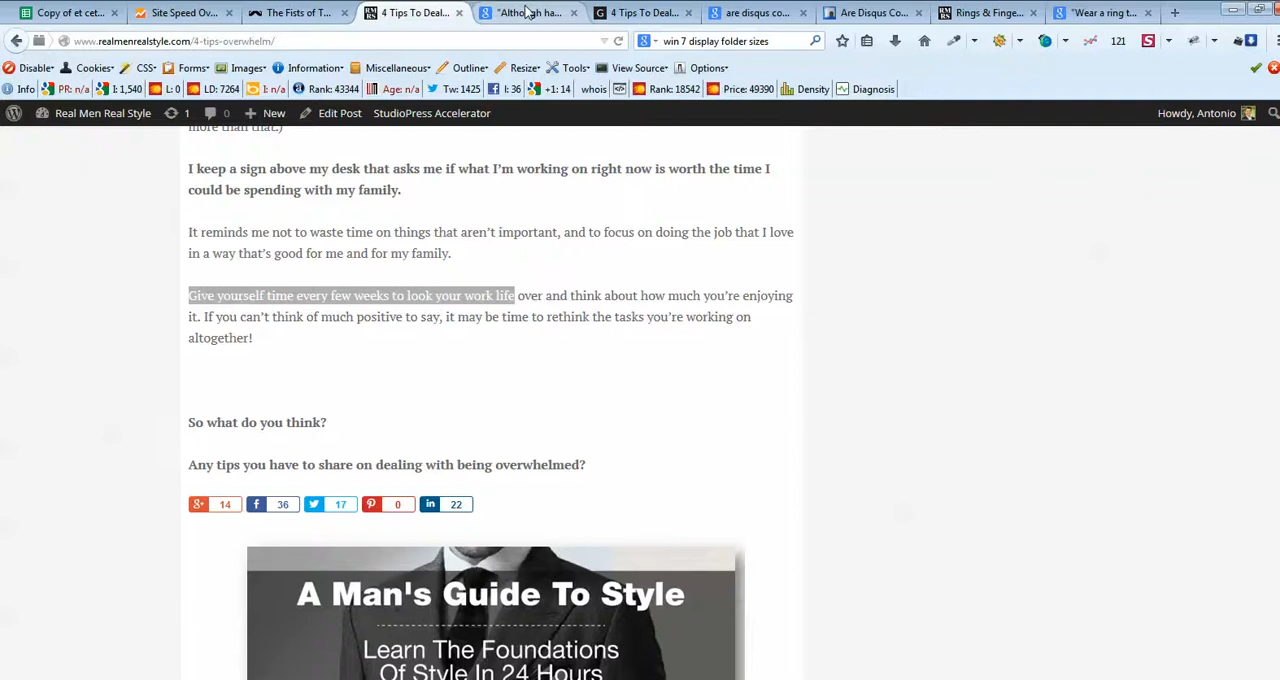 Copy of et cet... Site Speed Ov... The Fists of T... 4 Tips To Deal... "Although ha... 4 Tips To Deal... are disqus co... Are Disqus Co... Rings & Finge... "Wear a ring t...
www.realmenrealstyle.com/4-tips-overwhelm/ win 7 display folder sizes 121
Disable Cookies CSS Forms Images Information Miscellaneous Outline Resize Tools View Source Options
Info PR: n/a I: 1,540 L: 0 LD: 7264 I: n/a Rank: 43344 Age: n/a Tw: 1425 I: 36 +1: 14 whois Rank: 18542 Price: 49390 Density Diagnosis
Real Men Real Style 1 0 New Edit Post StudioPress Accelerator Howdy, Antonio
more than that.)
I keep a sign above my desk that asks me if what I'm working on right now is worth the time I
could be spending with my family.
It reminds me not to waste time on things that aren't important, and to focus on doing the job that I love
in a way that's good for me and for my family.
Give yourself time every few weeks to look your work life over and think about how much you're enjoying
it. If you can't think of much positive to say, it may be time to rethink the tasks you're working on
altogether!
So what do you think?
Any tips you have to share on dealing with being overwhelmed?
14 36 17 0 22
A Man's Guide To Style
Learn The Foundations
Of Style In 24 Hours